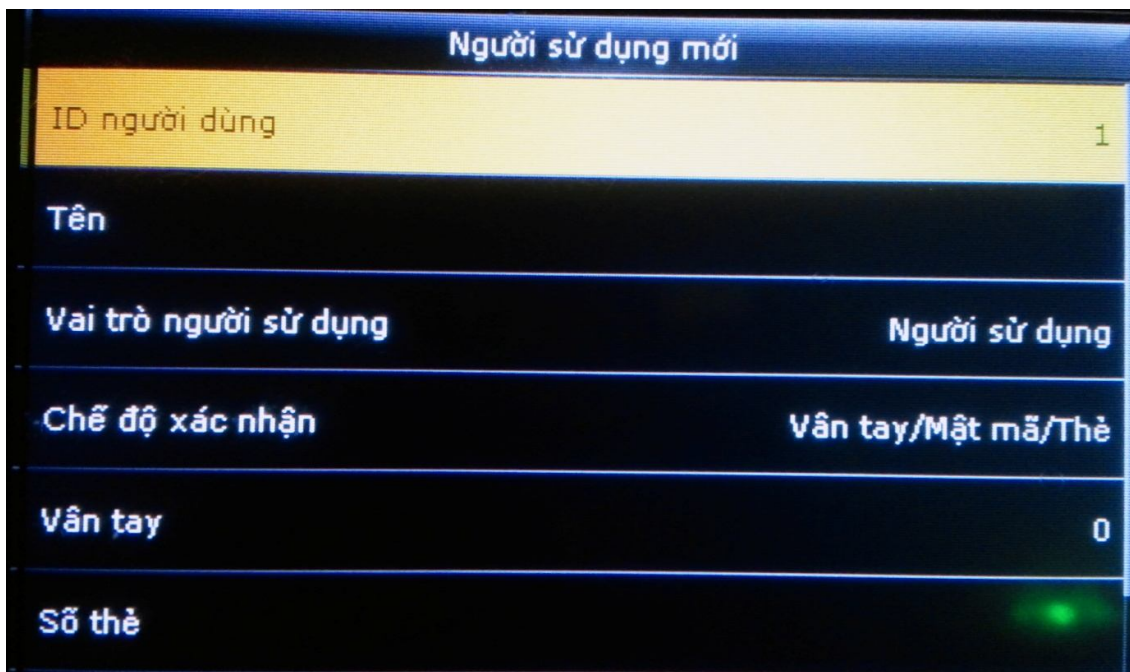 Người sử dụng mới
ID người dùng 1
Tên
Vai trò người sử dụng Người sử dụng
Chế độ xác nhận Vân tay/Mật mã/Thẻ
Vân tay 0
Số thẻ